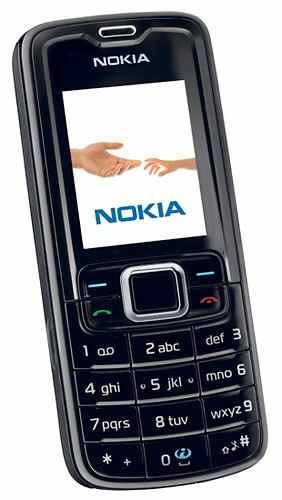 NOKIA
NOKIA
1 2 abc def 3
4 ghi 5 jkl mno 6
7 pqrs 8 tuv wxyz 9
* + 0 #